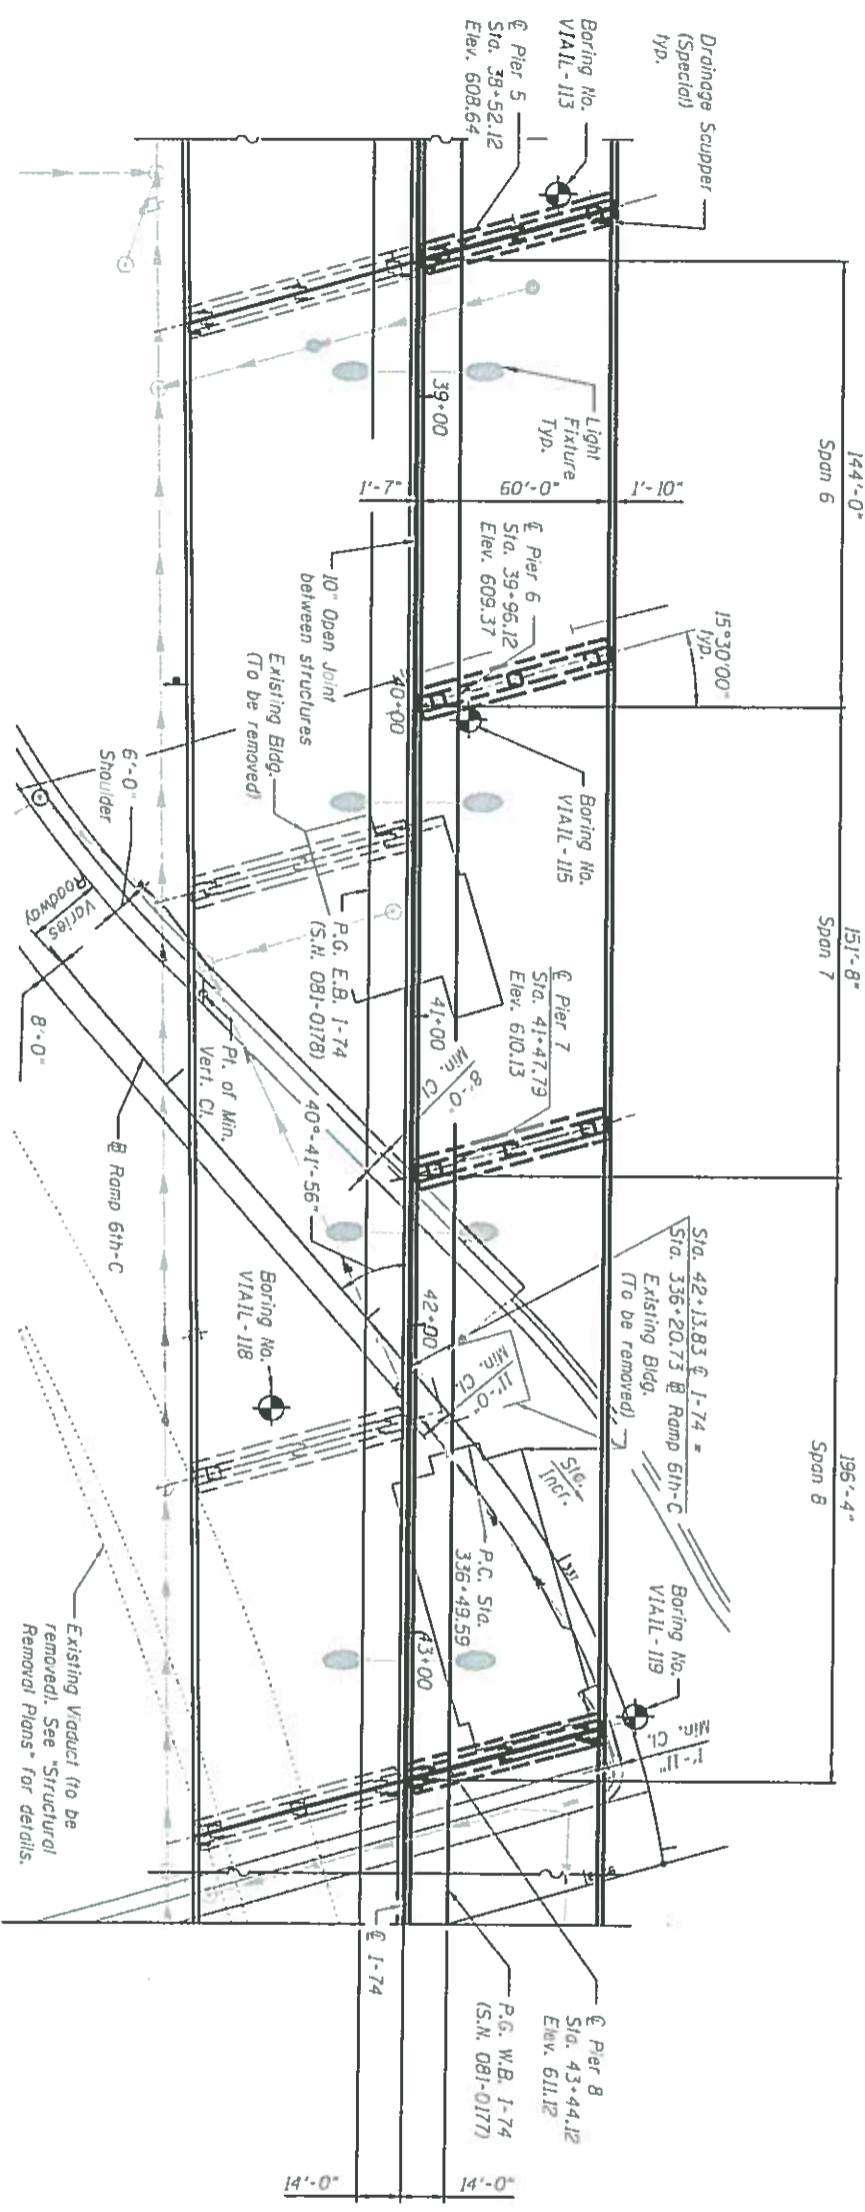 Drainage Scupper
(Special)
typ.
Boring No.
VIAIL-113
℄ Pier 5
Sta. 38+52.12
Elev. 608.64
144'-0"
Span 6
Light
Fixture
Typ.
39+00
1'-7"
60'-0"
1'-10"
10" Open Joint
between structures
℄ Pier 6
Sta. 39+96.12
Elev. 609.37
15°30'00"
typ.
40+00
Boring No.
VIAIL-115
151'-8"
Span 7
Existing Bldg.
(To be removed)
6'-0"
Shoulder
Varies
Roadway
8'-0"
P.G. E.B. I-74
(S.N. 081-0178)
41+00
8'-0"
Min. Cl.
℄ Pier 7
Sta. 41+47.79
Elev. 610.13
Pt. of Min.
Vert. Cl.
Ramp 6th-C
40°-41'-56"
42+00
Boring No.
VIAIL-118
Sta. 42+13.83 ℄ I-74 =
Sta. 336+20.73 Ramp 6th-C
Existing Bldg.
(To be removed)
11'-0"
Min. Cl.
Sta.
Incr.
337
196'-4"
Span 8
P.C. Sta.
336+49.59
43+00
Boring No.
VIAIL-119
1'-11"
Min. Cl.
Existing Viaduct (to be
removed). See "Structural
Removal Plans" for details.
℄ I-74
℄ Pier 8
Sta. 43+44.12
Elev. 611.12
P.G. W.B. I-74
(S.N. 081-0177)
14'-0"
14'-0"